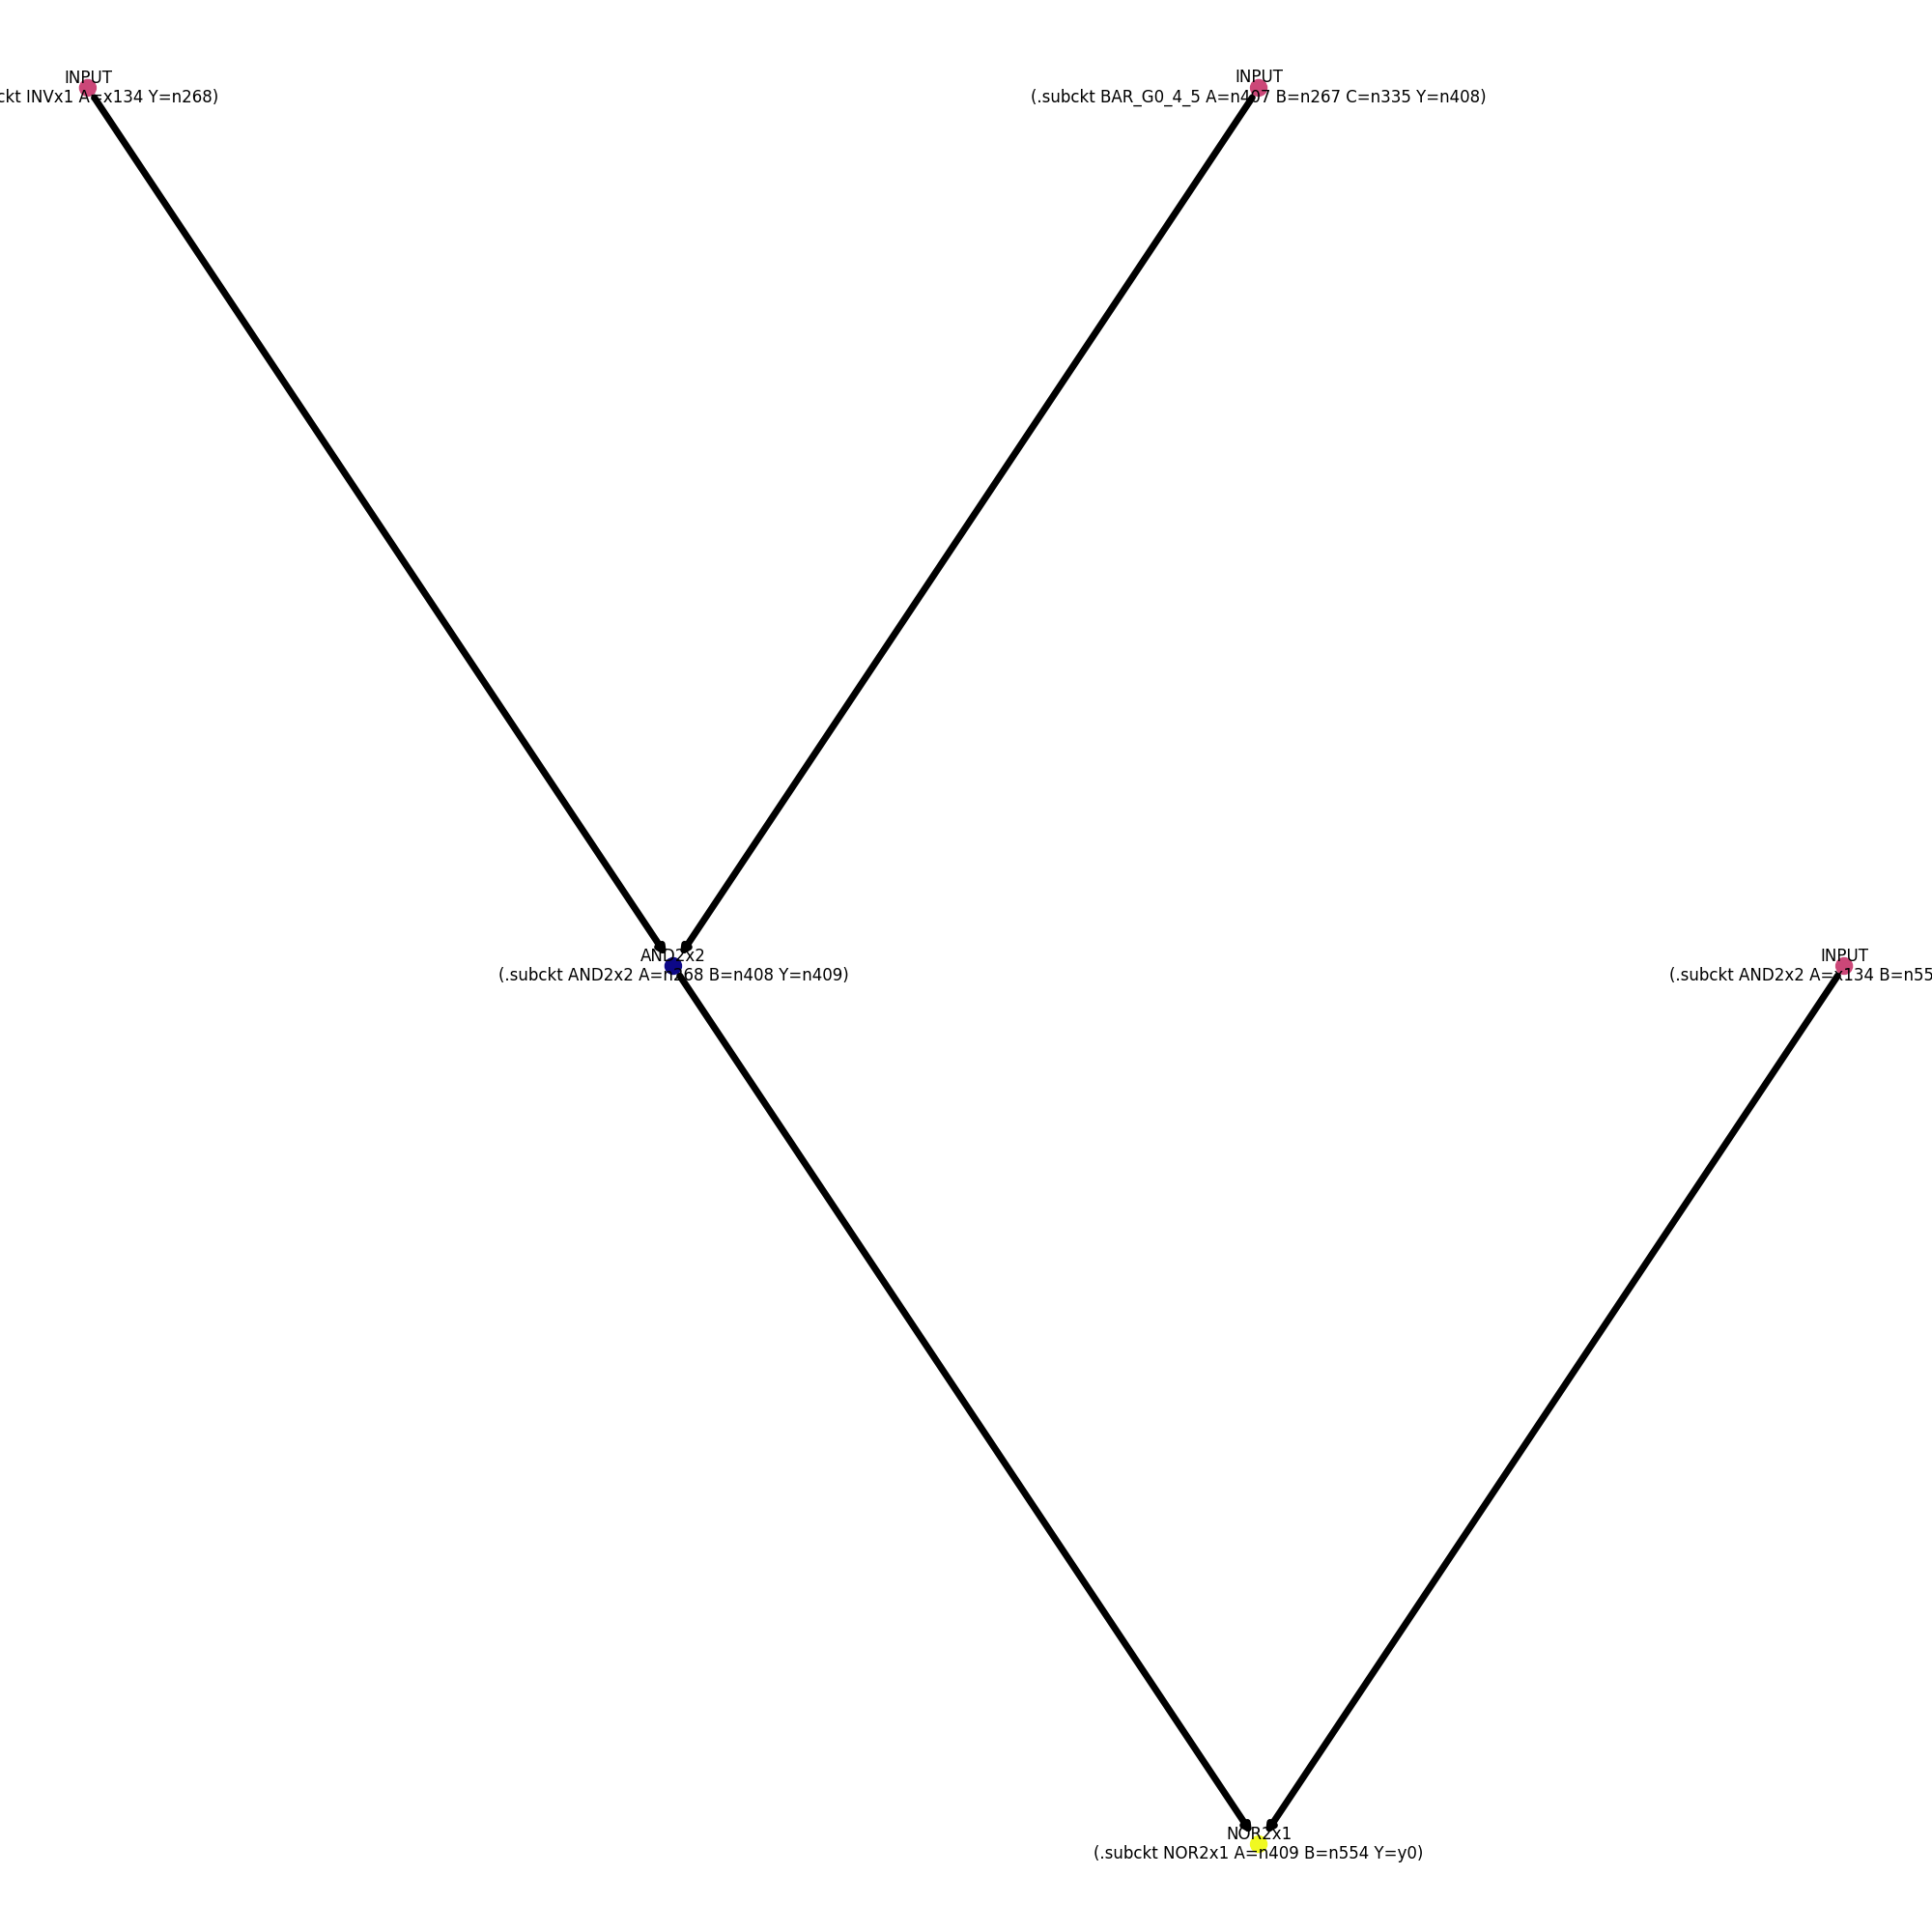 INPUT
ckt INVx1 A=x134 Y=n268)
INPUT
(.subckt BAR_G0_4_5 A=n407 B=n267 C=n335 Y=n408)
AND2x2
(.subckt AND2x2 A=n268 B=n408 Y=n409)
INPUT
(.subckt AND2x2 A=x134 B=n55
NOR2x1
(.subckt NOR2x1 A=n409 B=n554 Y=y0)